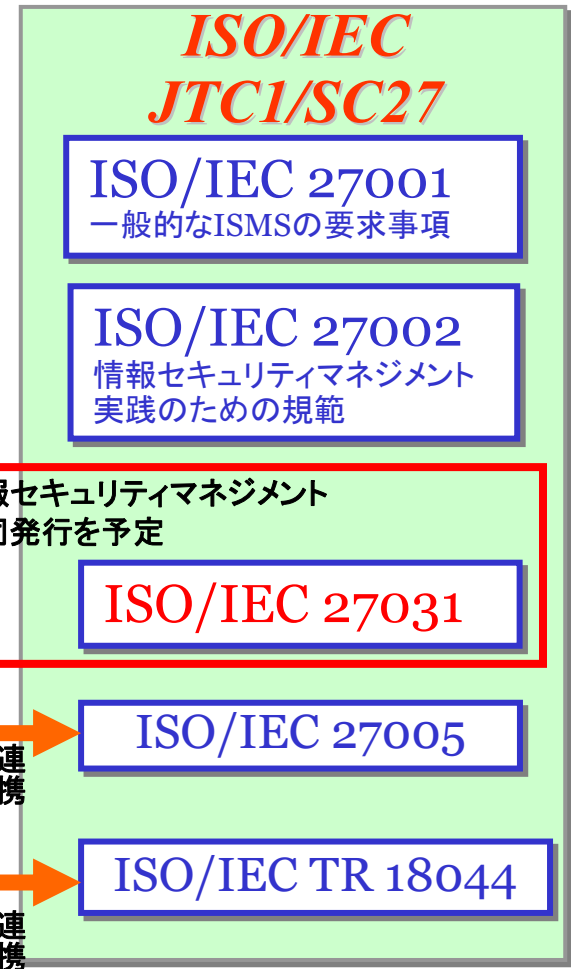 ISO/IEC
JTC1/SC27
ISO/IEC 27001
一般的なISMSの要求事項
ISO/IEC 27002
情報セキュリティマネジメント
実践のための規範
報セキュリティマネジメント
同発行を予定
ISO/IEC 27031
ISO/IEC 27005
連
携
ISO/IEC TR 18044
連
携